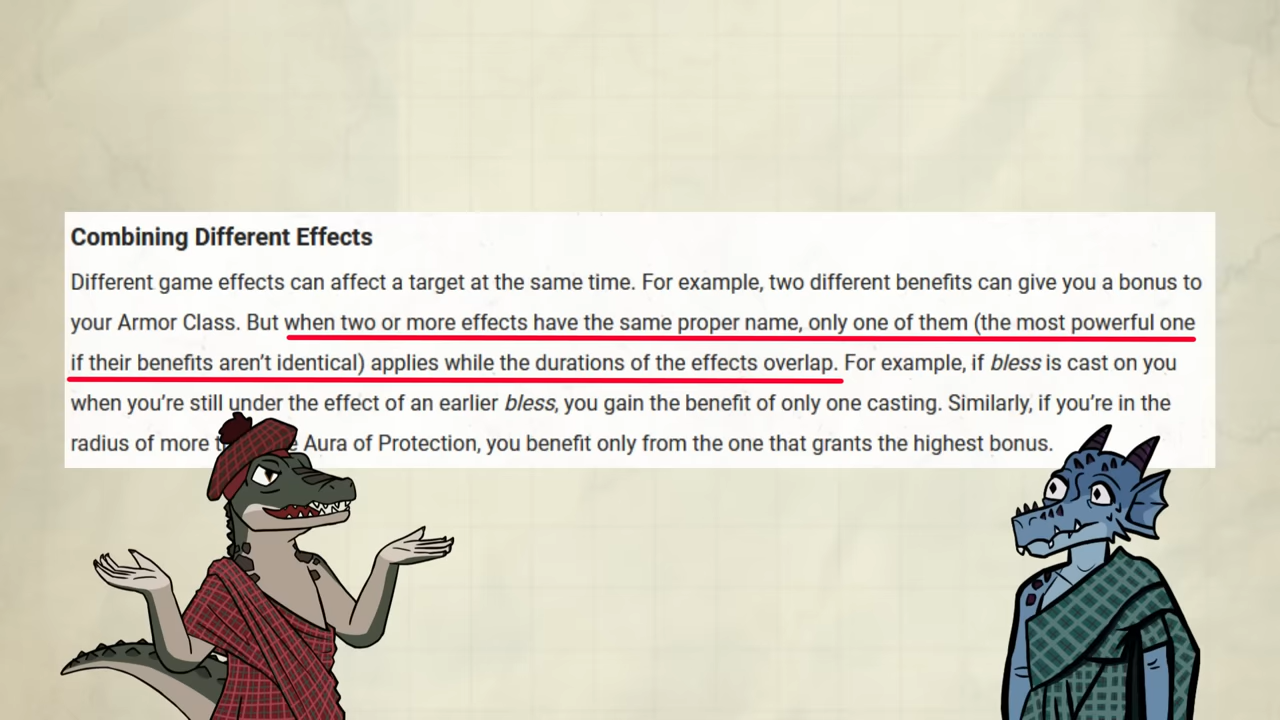 Combining Different Effects
Different game effects can affect a target at the same time. For example, two different benefits can give you a bonus to
your Armor Class. But when two or more effects have the same proper name, only one of them (the most powerful one
if their benefits aren't identical) applies while the durations of the effects overlap. For example, if bless is cast on you
when you're still under the effect of an earlier bless, you gain the benefit of only one casting. Similarly, if you're in the
radius of more Aura of Protection, you benefit only from the one that grants the highest bonus.